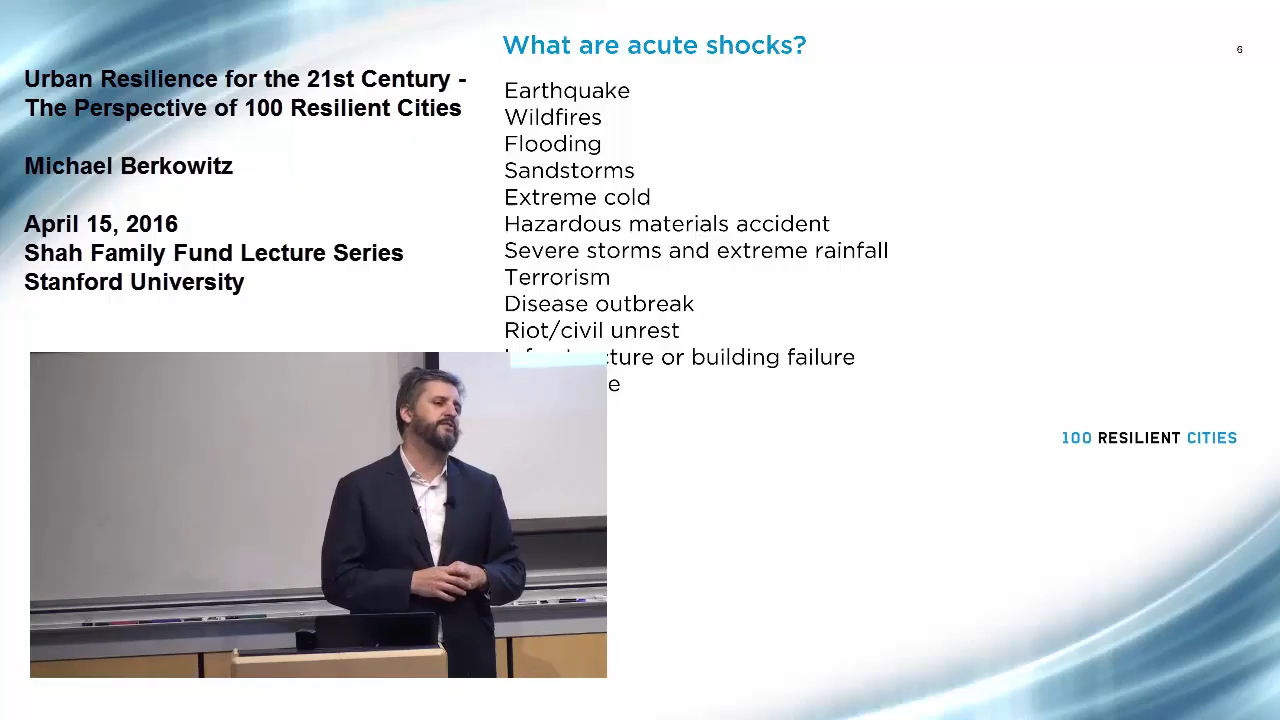 Urban Resilience for the 21st Century -
The Perspective of 100 Resilient Cities
Michael Berkowitz
April 15, 2016
Shah Family Fund Lecture Series
Stanford University
What are acute shocks?
6
Earthquake
Wildfires
Flooding
Sandstorms
Extreme cold
Hazardous materials accident
Severe storms and extreme rainfall
Terrorism
Disease outbreak
Riot/civil unrest
or building failure
100 RESILIENT CITIES